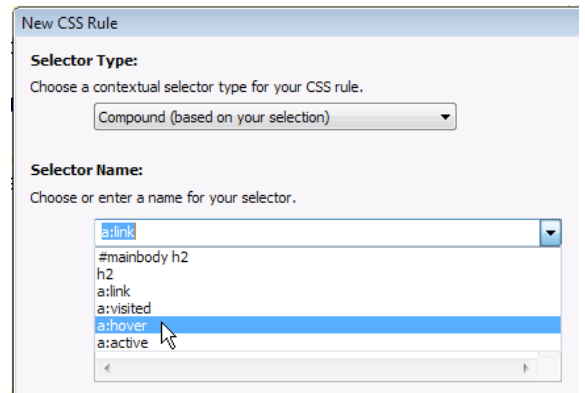 New CSS Rule
Selector Type:
Choose a contextual selector type for your CSS rule.
Compound (based on your selection)
Selector Name:
Choose or enter a name for your selector.
a:link
#mainbody h2
h2
a:link
a:visited
a:hover
a:active